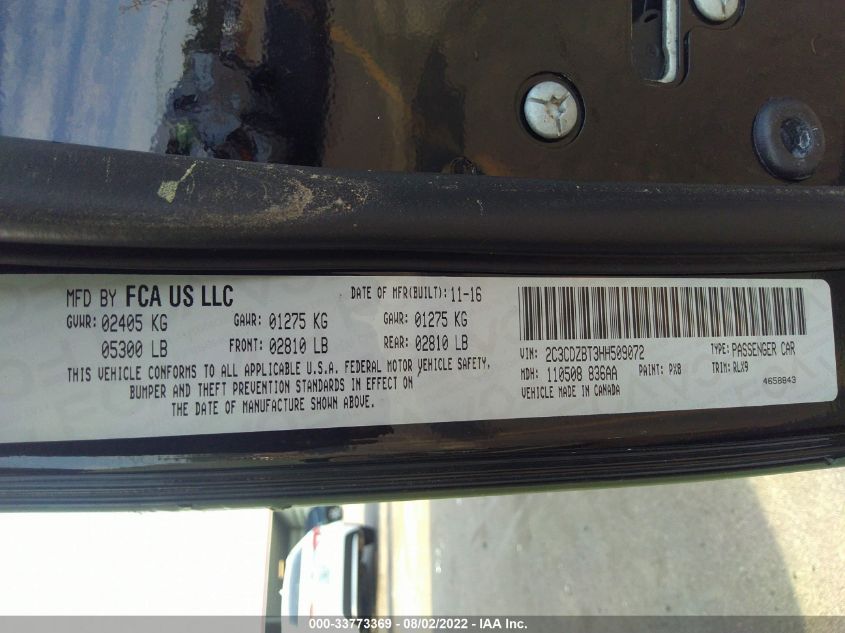 MFD BY FCA US LLC DATE OF MFR(BUILT): 11-16
GVWR: 02405 KG GAWR: 01275 KG GAWR: 01275 KG
05300 LB FRONT: 02810 LB REAR: 02810 LB
THIS VEHICLE CONFORMS TO ALL APPLICABLE U.S.A. FEDERAL MOTOR VEHICLE SAFETY,
BUMPER AND THEFT PREVENTION STANDARDS IN EFFECT ON
THE DATE OF MANUFACTURE SHOWN ABOVE.
VIN: 2C3CDZBT3HH509072 TYPE: PASSENGER CAR
MDH: 110508 836AA PAINT: PX8 TRIM: RLX9
VEHICLE MADE IN CANADA 4658843
000-33773369 - 08/02/2022 - IAA Inc.